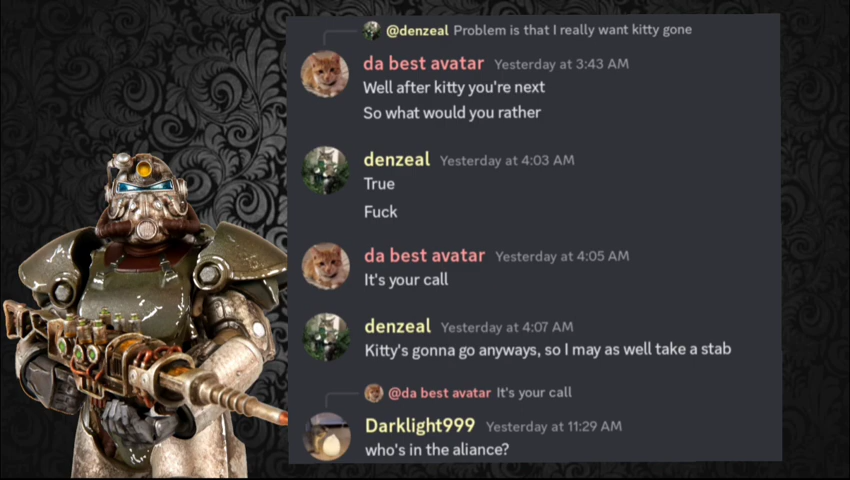 @denzeal Problem is that I really want kitty gone
da best avatar Yesterday at 3:43 AM
Well after kitty you're next
So what would you rather
denzeal Yesterday at 4:03 AM
True
Fuck
da best avatar Yesterday at 4:05 AM
It's your call
denzeal Yesterday at 4:07 AM
Kitty's gonna go anyways, so I may as well take a stab
@da best avatar It's your call
Darklight999 Yesterday at 11:29 AM
who's in the aliance?